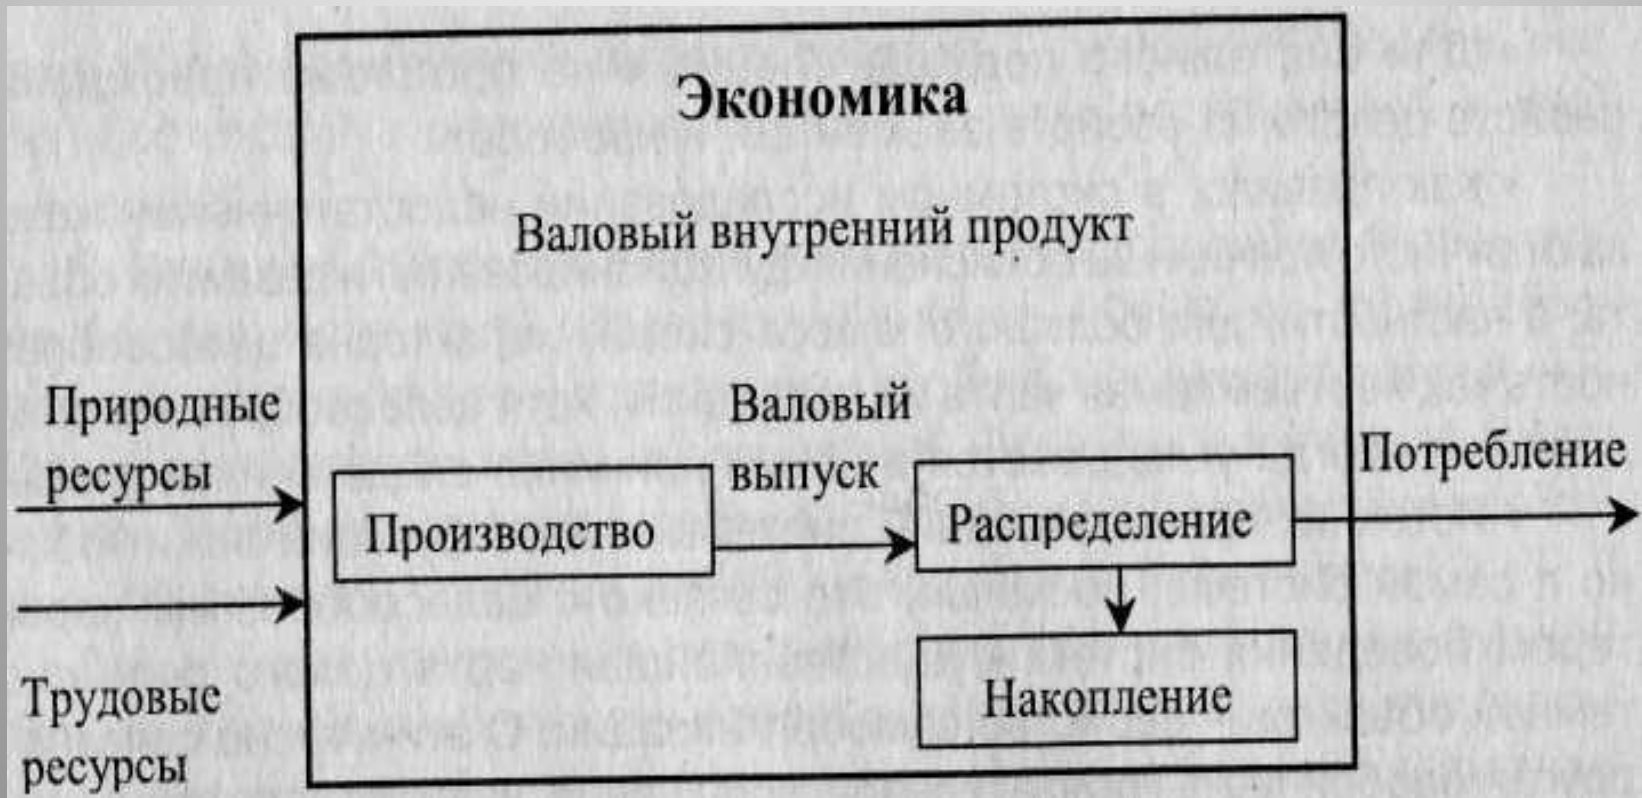 Экономика
Валовый внутренний продукт
Природные
ресурсы
Трудовые
ресурсы
Производство
Валовый
выпуск
Распределение
Накопление
Потребление